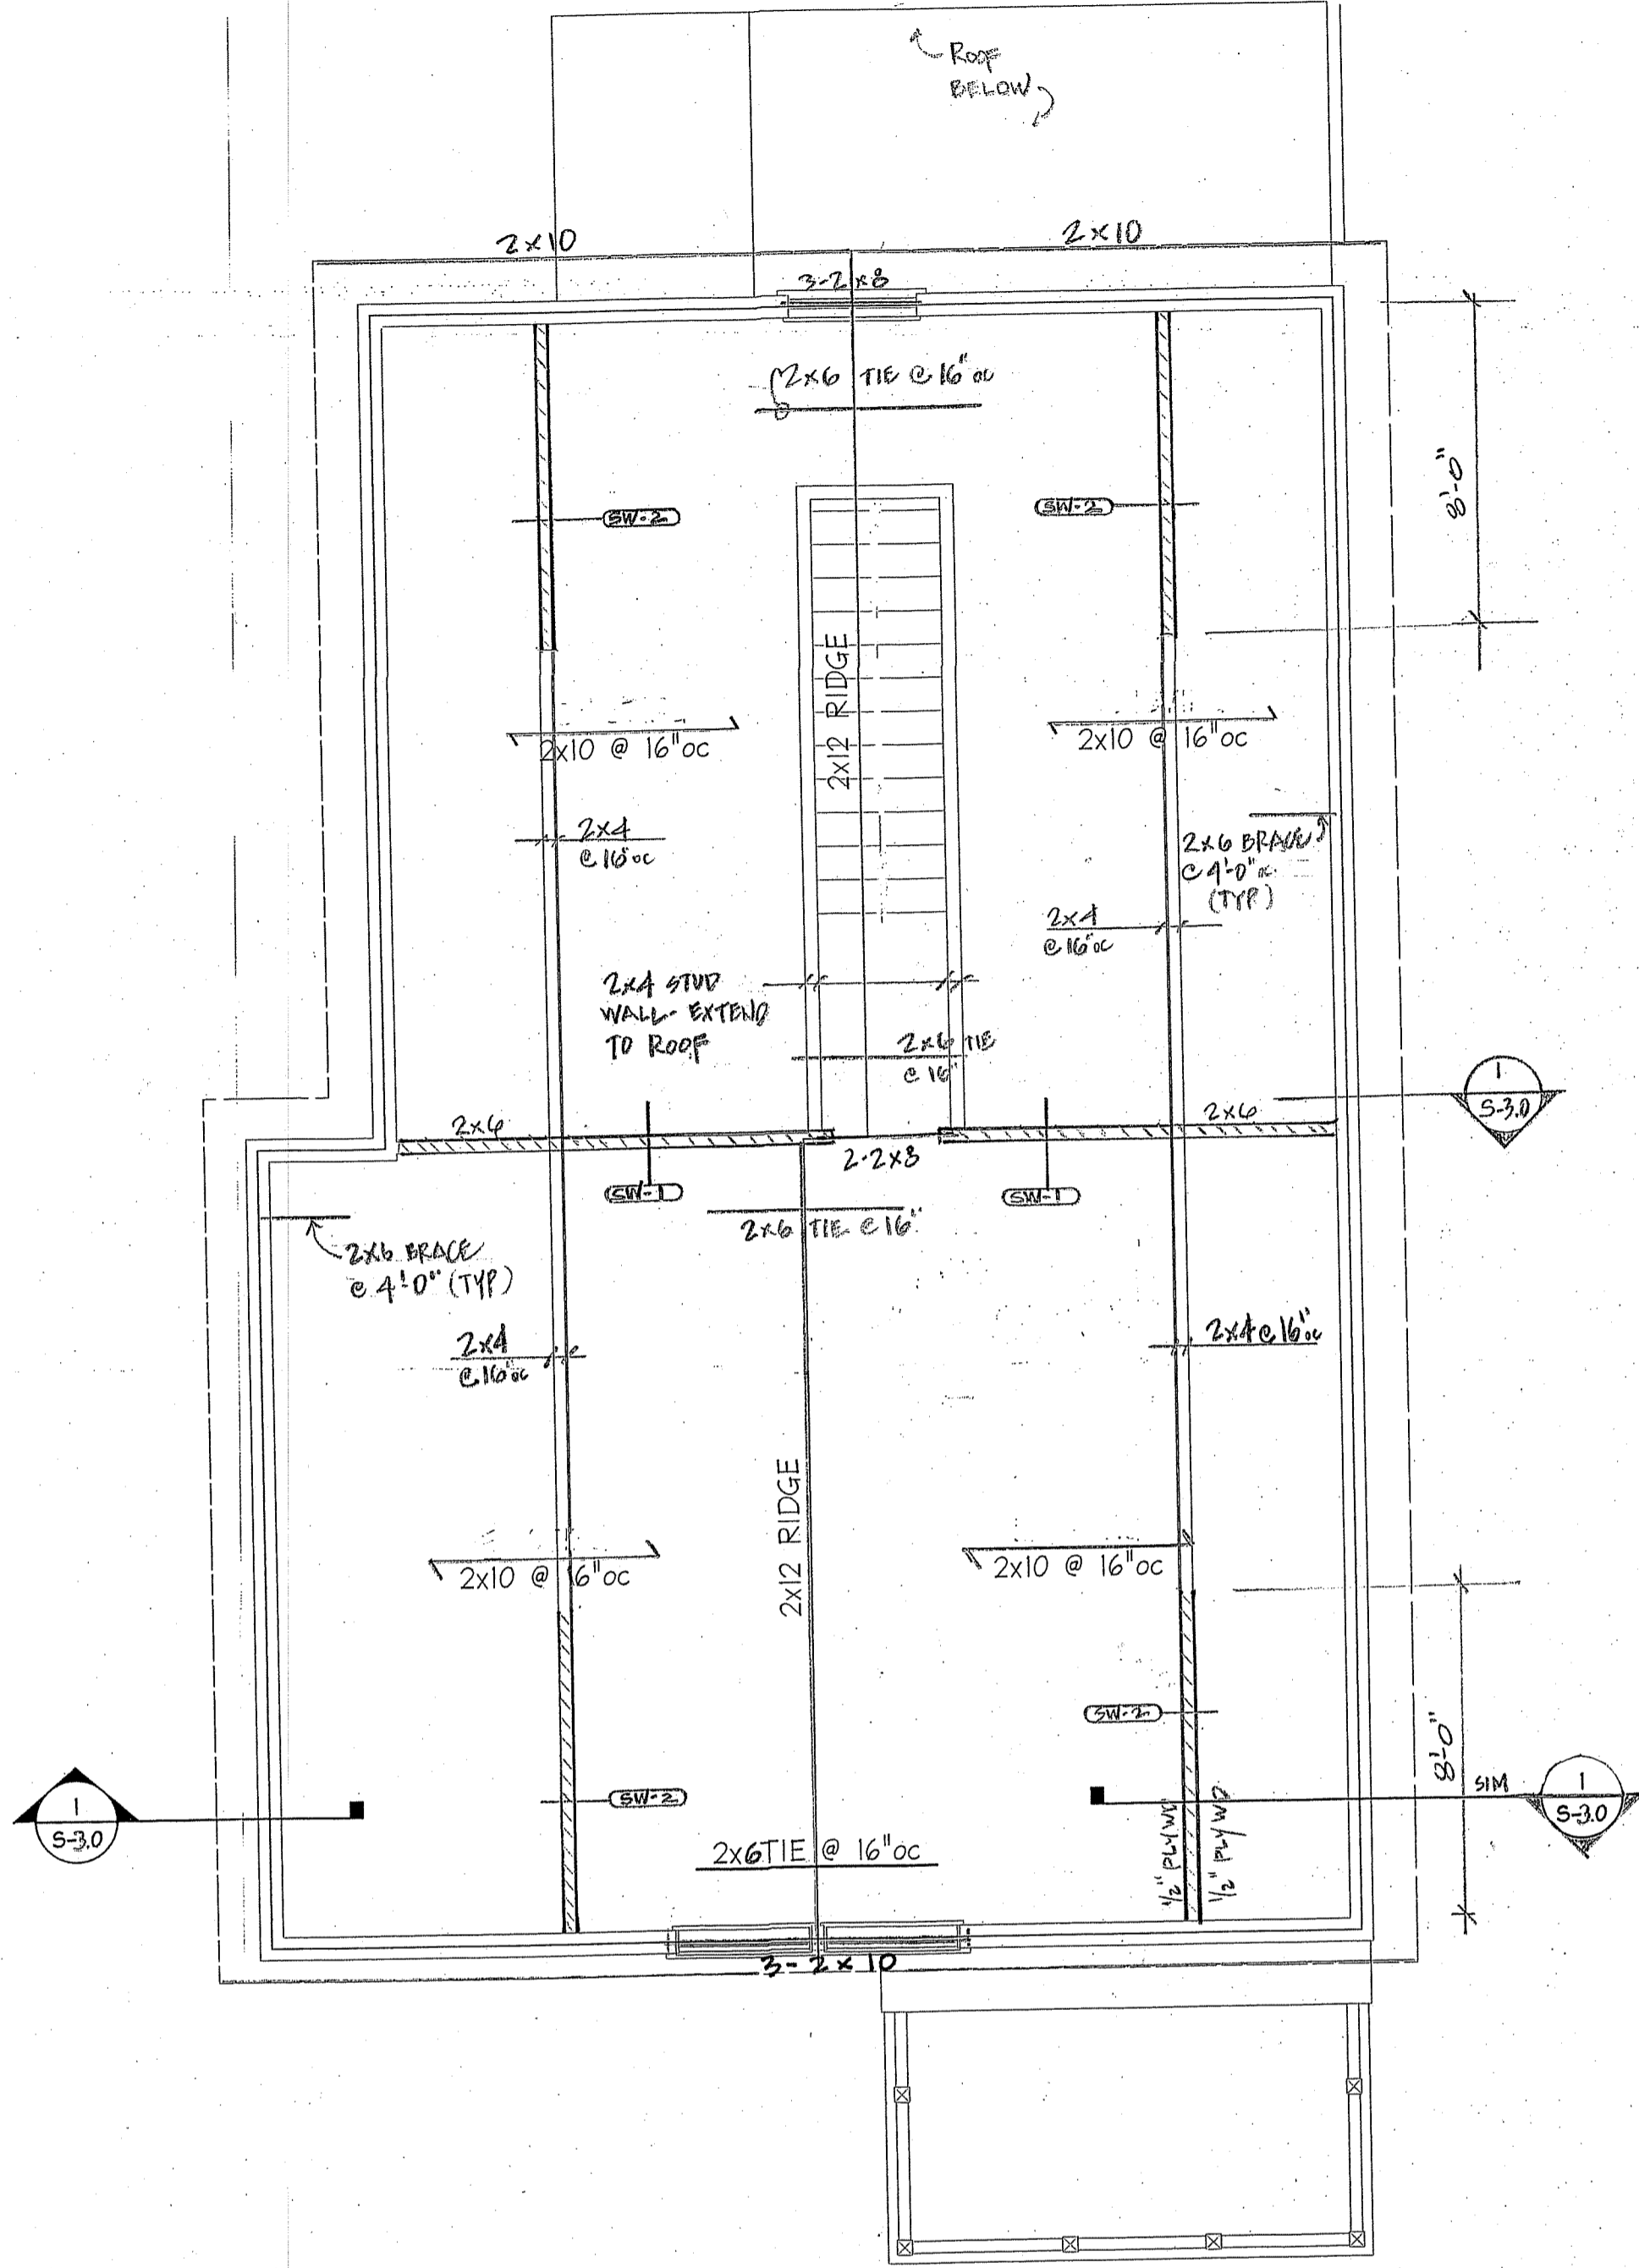 ROOF
BELOW
2x10
2x10
3-2x8
2x6 TIE @ 16" oc
8'-0"
SW-2
SW-2
2x12 RIDGE
2x10 @ 16"oc
2x10 @ 16"oc
2x4
@ 16"oc
2x6 BRACE
@ 4'-0" oc
(TYP.)
2x4
@ 16"oc
2x4 STUD
WALL- EXTEND
TO ROOF
2x6 TIE
@ 16"
1
S-3.0
2x6
2x6
2-2x8
SW-1
SW-1
2x6 TIE @ 16"
2x6 BRACE
@ 4'-0" (TYP)
2x4
@ 16"oc
2x4 @ 16"oc
2x12 RIDGE
2x10 @ 16"oc
2x10 @ 16"oc
SW-2
8'-0"
1
S-3.0
SW-2
1/2" PLYWD
1/2" PLYWD
SIM
1
S-3.0
2x6 TIE @ 16"oc
3-2x10